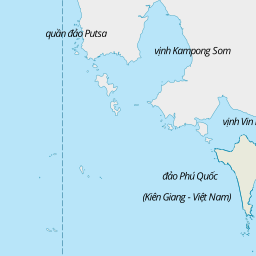 quần đảo Putsa
vịnh Kampong Som
vịnh Vin
đảo Phú Quốc
(Kiên Giang - Việt Nam)